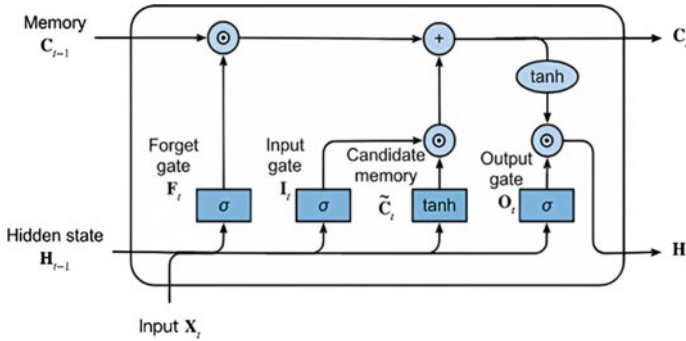 Memory
C_{t-1}
⊙
+
C
tanh
⊙
⊙
Forget gate
F_t
Input gate
I_t
Candidate memory
C̃_t
Output gate
O_t
σ
σ
tanh
σ
Hidden state
H_{t-1}
H
Input X_t